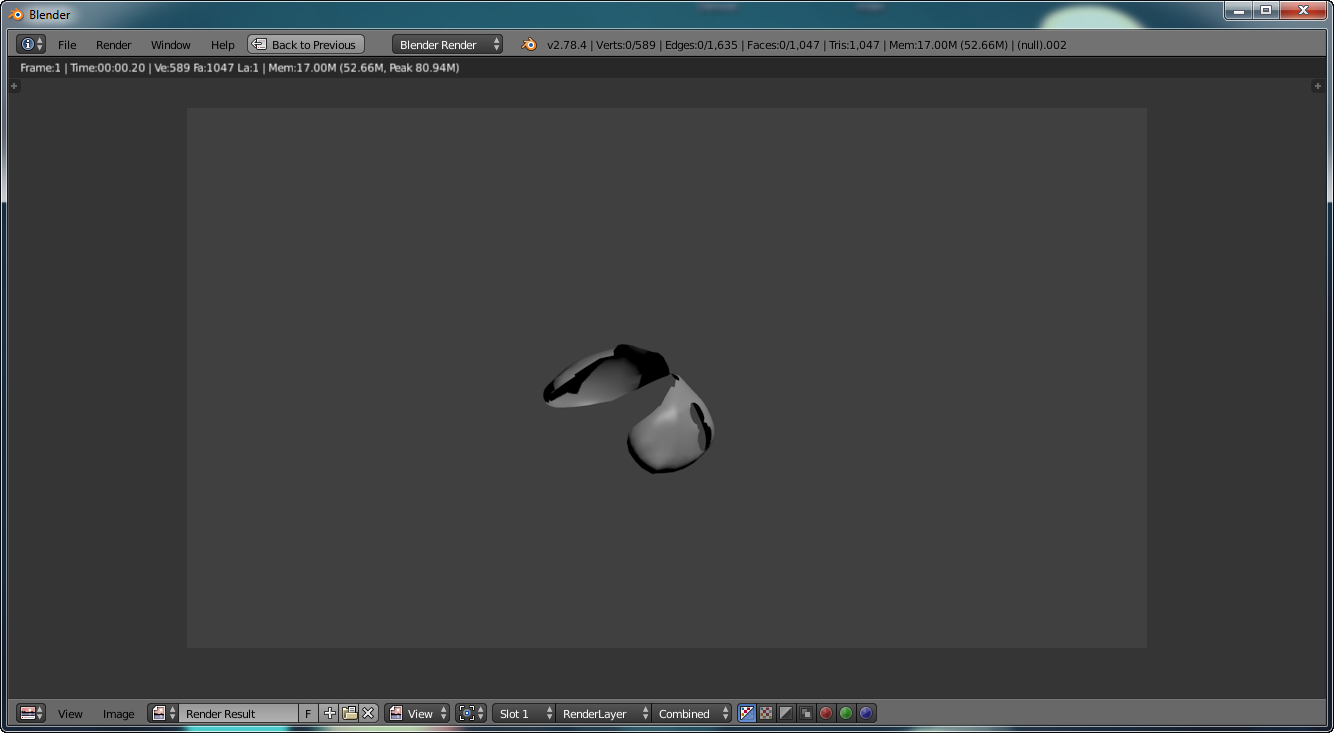 Blender
File Render Window Help Back to Previous Blender Render v2.78.4 | Verts:0/589 | Edges:0/1,635 | Faces:0/1,047 | Tris:1,047 | Mem:17.00M (52.66M) | (null).002
Frame:1 | Time:00:00.20 | Ve:589 Fa:1047 La:1 | Mem:17.00M (52.66M, Peak 80.94M)
View Image Render Result F View Slot 1 RenderLayer Combined